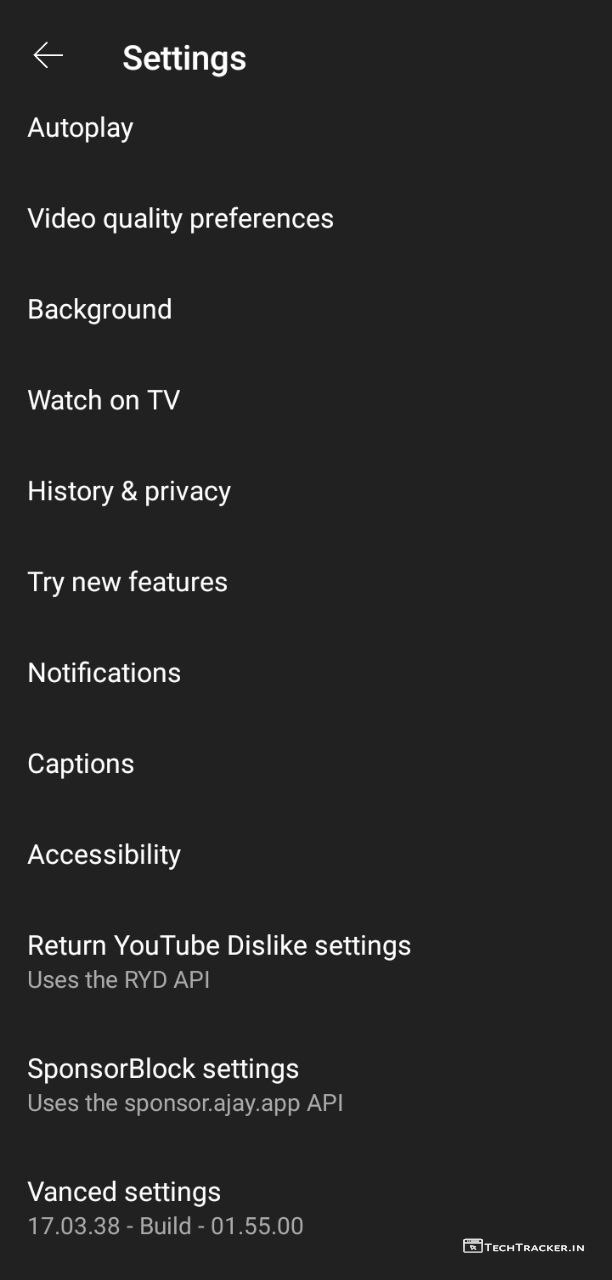 Settings
Autoplay
Video quality preferences
Background
Watch on TV
History & privacy
Try new features
Notifications
Captions
Accessibility
Return YouTube Dislike settings
Uses the RYD API
SponsorBlock settings
Uses the sponsor.ajay.app API
Vanced settings
17.03.38 - Build - 01.55.00
TECHTRACKER.IN